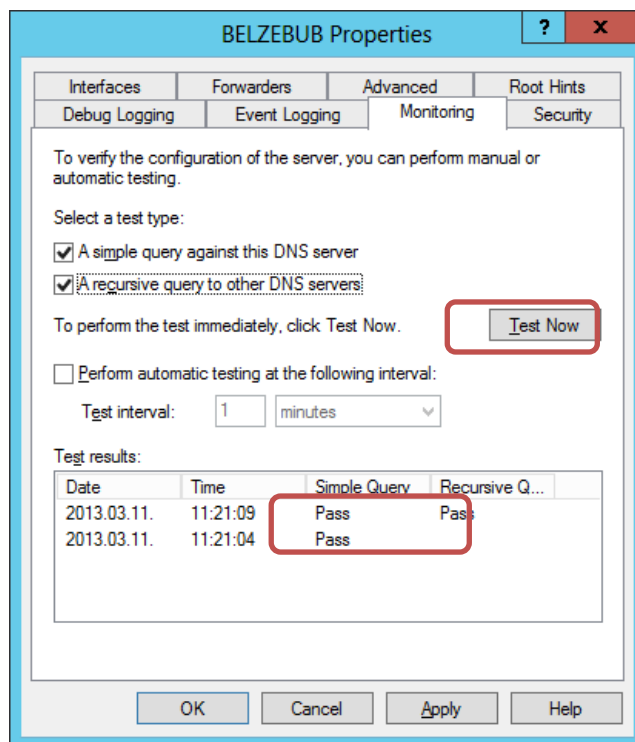 BELZEBUB Properties
?
x
Interfaces Forwarders Advanced Root Hints
Debug Logging Event Logging Monitoring Security
To verify the configuration of the server, you can perform manual or
automatic testing.
Select a test type:
A simple query against this DNS server
A recursive query to other DNS servers
To perform the test immediately, click Test Now. Test Now
Perform automatic testing at the following interval:
Test interval: 1 minutes
Test results:
Date Time Simple Query Recursive Q...
2013.03.11. 11:21:09 Pass Pass
2013.03.11. 11:21:04 Pass
OK Cancel Apply Help